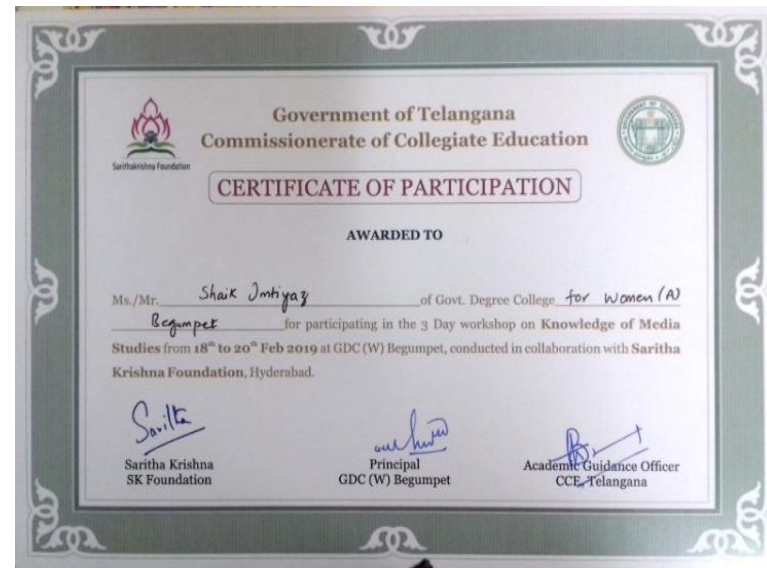 Government of Telangana
Commissionerate of Collegiate Education
Sarithakrishna Foundation
CERTIFICATE OF PARTICIPATION
AWARDED TO
Ms./Mr. Shaik Imtiyaz of Govt. Degree College for Women (A)
Begumpet for participating in the 3 Day workshop on Knowledge of Media
Studies from 18th to 20th Feb 2019 at GDC (W) Begumpet, conducted in collaboration with Saritha
Krishna Foundation, Hyderabad.
Saritha
Saritha Krishna
SK Foundation
Principal
GDC (W) Begumpet
Academic Guidance Officer
CCE, Telangana